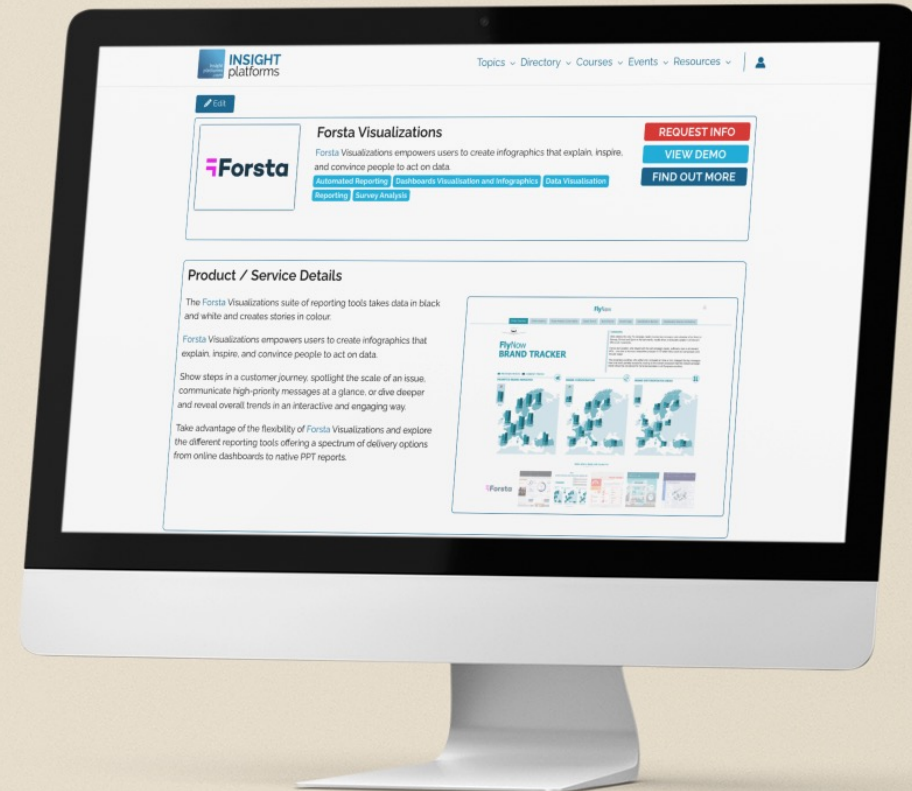 INSIGHT
platforms
Topics Directory Courses Events Resources
Edit
Forsta
Forsta Visualizations
Forsta Visualizations empowers users to create infographics that explain, inspire,
and convince people to act on data.
Automated Reporting Dashboards Visualisation and Infographics Data Visualisation
Reporting Survey Analysis
REQUEST INFO
VIEW DEMO
FIND OUT MORE
Product / Service Details
The Forsta Visualizations suite of reporting tools takes data in black
and white and creates stories in colour.
Forsta Visualizations empowers users to create infographics that
explain, inspire, and convince people to act on data.
Show steps in a customer journey, spotlight the scale of an issue,
communicate high-priority messages at a glance, or dive deeper
and reveal overall trends in an interactive and engaging way.
Take advantage of the flexibility of Forsta Visualizations and explore
the different reporting tools offering a spectrum of delivery options
from online dashboards to native PPT reports.
FlyNow
FlyNow
BRAND TRACKER
Forsta